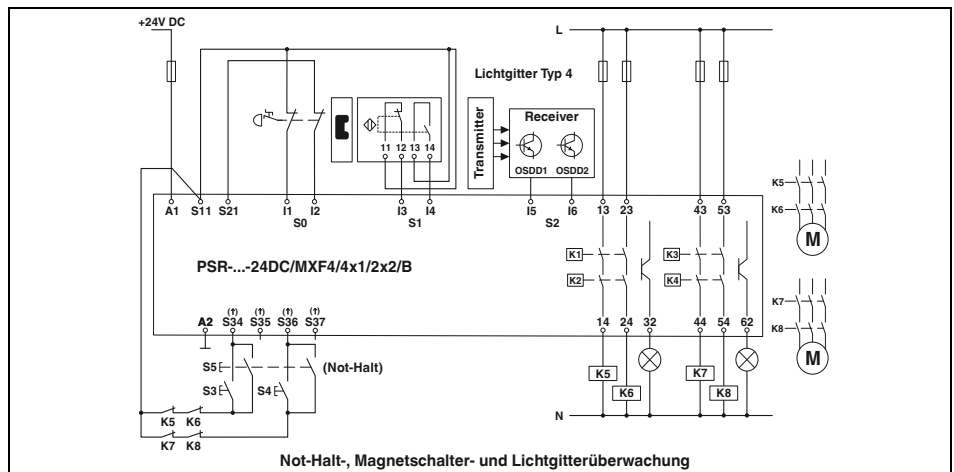 +24V DC
L
Lichtgitter Typ 4
Transmitter
Receiver
OSDD1 OSDD2
11 12 13 14
A1 S11 S21 I1 I2 I3 I4 I5 I6 13 23 43 53
S0 S1 S2
K5
K6
M
K1 K3
K2 K4
PSR-...-24DC/MXF4/4x1/2x2/B
K7
K8
M
(†) (†) (†) (†)
A2 S34 S35 S36 S37 14 24 32 44 54 62
S5 (Not-Halt)
S3 S4
K5 K7
K6 K8
K5 K6
N
K7 K8
Not-Halt-, Magnetschalter- und Lichtgitterüberwachung